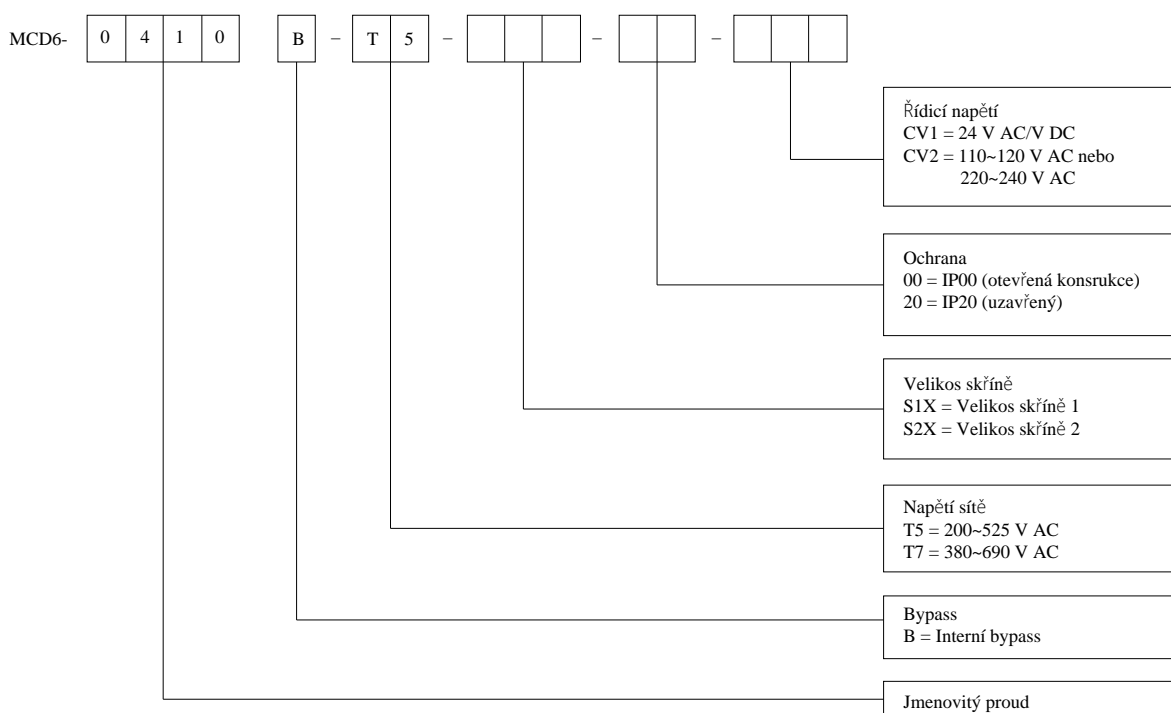 MCD6- 0 4 1 0 B – T 5 – – –
Řídicí napětí
CV1 = 24 V AC/V DC
CV2 = 110~120 V AC nebo
220~240 V AC
Ochrana
00 = IP00 (otevřená konsrukce)
20 = IP20 (uzavřený)
Velikos skříně
S1X = Velikos skříně 1
S2X = Velikos skříně 2
Napětí sítě
T5 = 200~525 V AC
T7 = 380~690 V AC
Bypass
B = Interní bypass
Jmenovitý proud